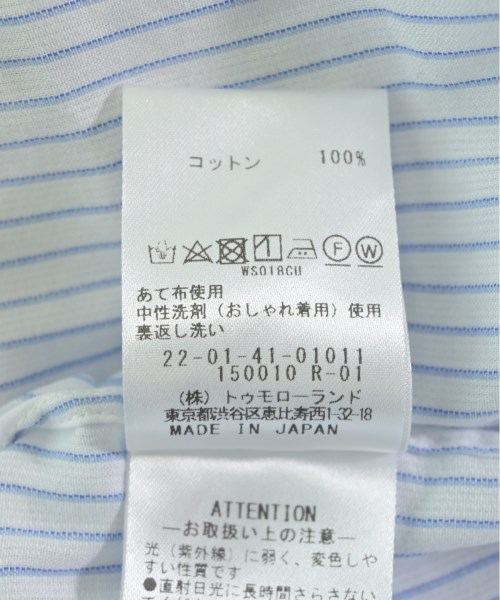 コットン 100%
F W
WS018CU
あて布使用
中性洗剤（おしゃれ着用）使用
裏返し洗い
22-01-41-01011
150010 R-01
（株）トゥモローランド
東京都渋谷区恵比寿西1-32-18
MADE IN JAPAN
ATTENTION
―お取扱い上の注意―
光（紫外線）に弱く、変色しや
すい性質です
●直射日光に長時間さらさない